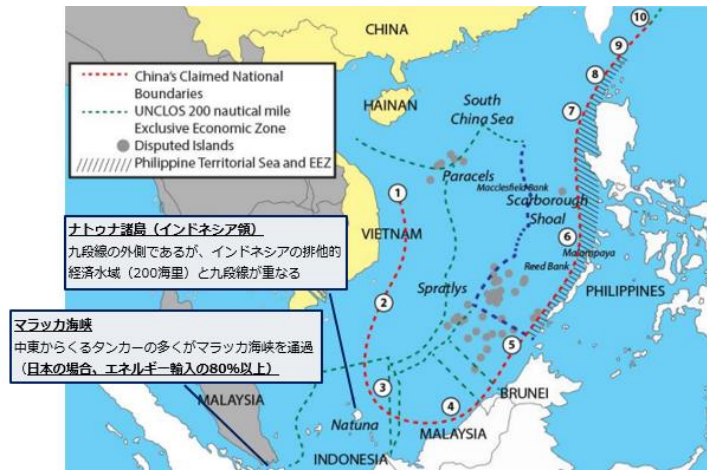 CHINA
China's Claimed National
Boundaries
UNCLOS 200 nautical mile
Exclusive Economic Zone
Disputed Islands
Philippine Territorial Sea and EEZ
HAINAN
South
China Sea
10
9
8
7
Paracels
Macclesfield Bank
Scarborough
Shoal
1
ナトゥナ諸島（インドネシア領）
九段線の外側であるが、インドネシアの排他的
経済水域（200海里）と九段線が重なる
VIETNAM
6
Malampaya
Reed Bank
Spratlys
PHILIPPINES
2
マラッカ海峡
中東からくるタンカーの多くがマラッカ海峡を通過
（日本の場合、エネルギー輸入の80％以上）
5
3
4
BRUNEI
MALAYSIA
Natuna
MALAYSIA
INDONESIA